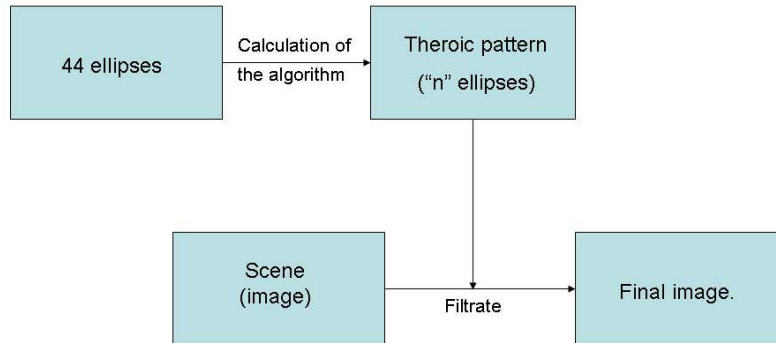 44 ellipses
Calculation of
the algorithm
Theroic pattern
(“n” ellipses)
Scene
(image)
Filtrate
Final image.